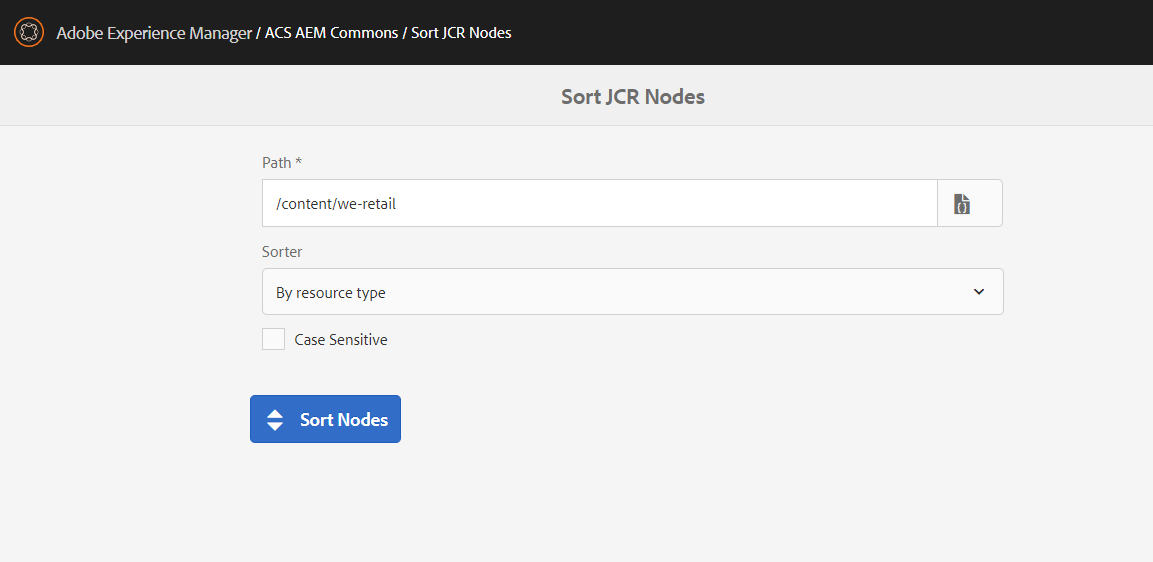 Adobe Experience Manager / ACS AEM Commons / Sort JCR Nodes
Sort JCR Nodes
Path *
/content/we-retail
Sorter
By resource type
Case Sensitive
Sort Nodes